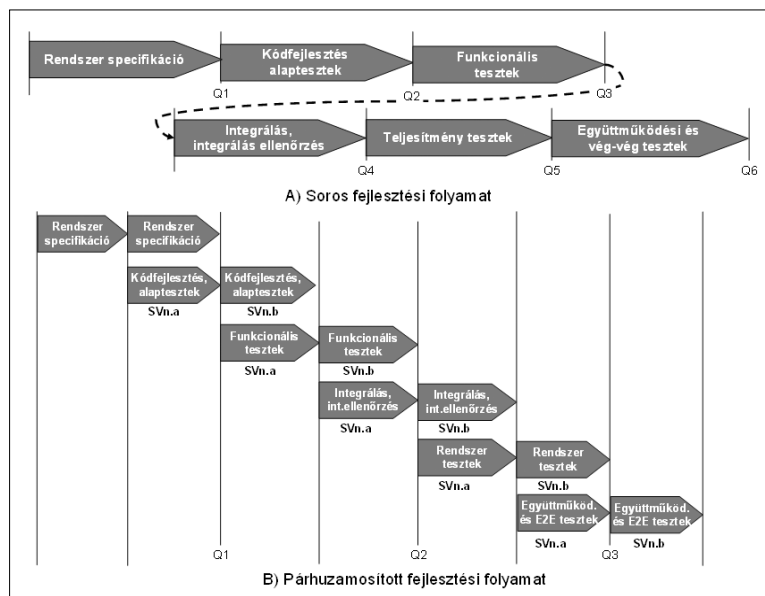 Rendszer specifikáció
Kódfejlesztés
alaptesztek
Funkcionális
tesztek
Q1
Q2
Q3
Integrálás,
integrálás ellenőrzés
Teljesítmény tesztek
Együttműködési és
vég-vég tesztek
Q4
Q5
Q6
A) Soros fejlesztési folyamat
Rendszer
specifikáció
Rendszer
specifikáció
Kódfejlesztés,
alaptesztek
SVn.a
Kódfejlesztés,
alaptesztek
SVn.b
Funkcionális
tesztek
SVn.a
Funkcionális
tesztek
SVn.b
Integrálás,
int.ellenőrzés
SVn.a
Integrálás,
int.ellenőrzés
SVn.b
Rendszer
tesztek
SVn.a
Rendszer
tesztek
SVn.b
Együttműköd.
és E2E tesztek
SVn.a
Együttműköd.
és E2E tesztek
SVn.b
Q1
Q2
Q3
B) Párhuzamosított fejlesztési folyamat